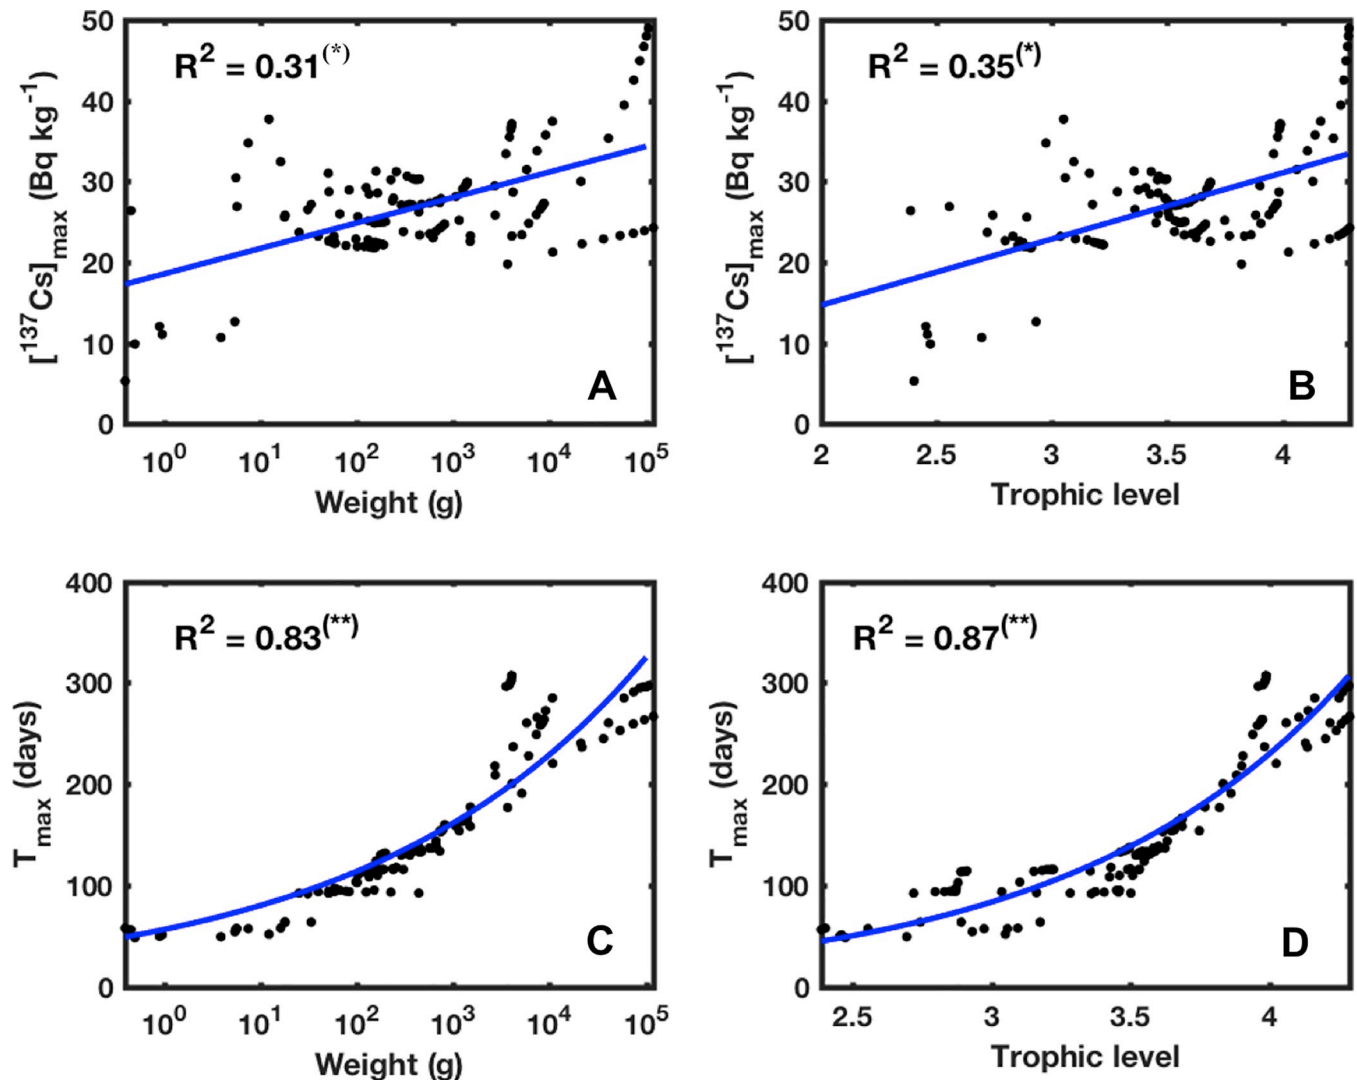 R² = 0.31(*)
[¹³⁷Cs]max (Bq kg⁻¹)
50
40
30
20
10
0
A
10⁰ 10¹ 10² 10³ 10⁴ 10⁵
Weight (g)
R² = 0.35(*)
[¹³⁷Cs]max (Bq kg⁻¹)
50
40
30
20
10
0
B
2 2.5 3 3.5 4
Trophic level
R² = 0.83(**)
Tmax (days)
400
300
200
100
0
C
10⁰ 10¹ 10² 10³ 10⁴ 10⁵
Weight (g)
R² = 0.87(**)
Tmax (days)
400
300
200
100
0
D
2.5 3 3.5 4
Trophic level